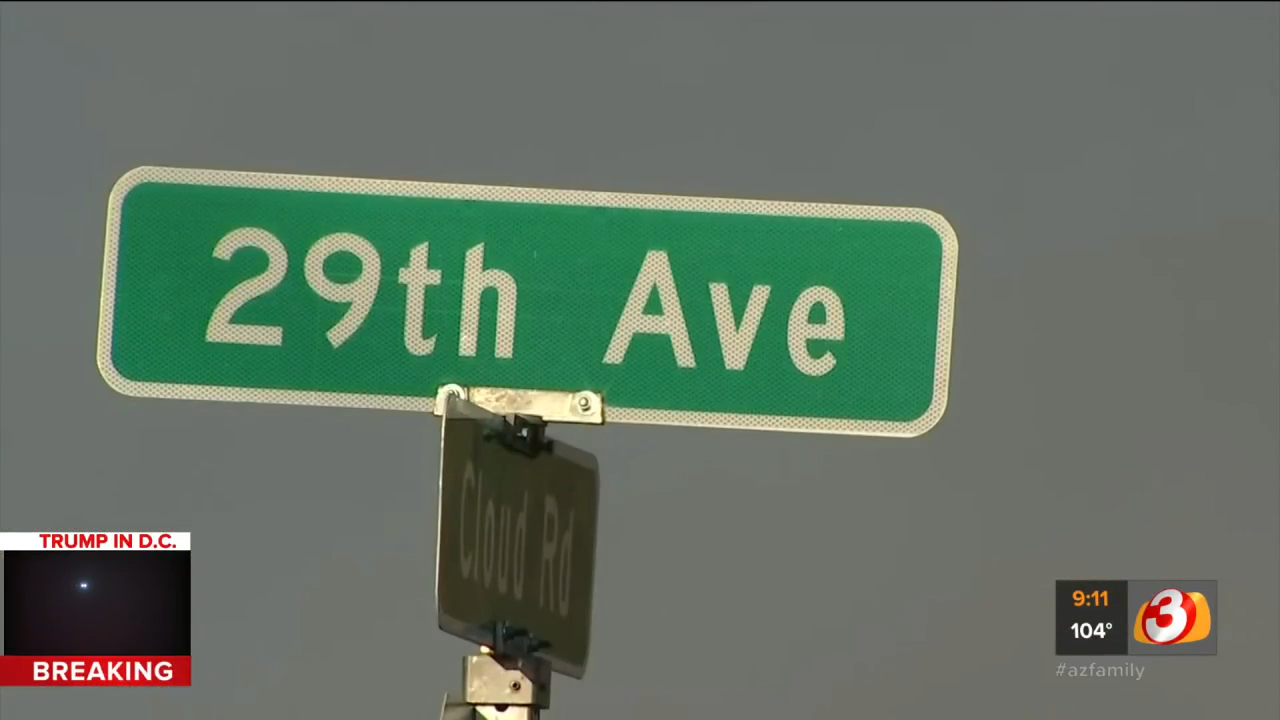 29th Ave
Cloud Rd
TRUMP IN D.C.
BREAKING
9:11
104°
3
#azfamily